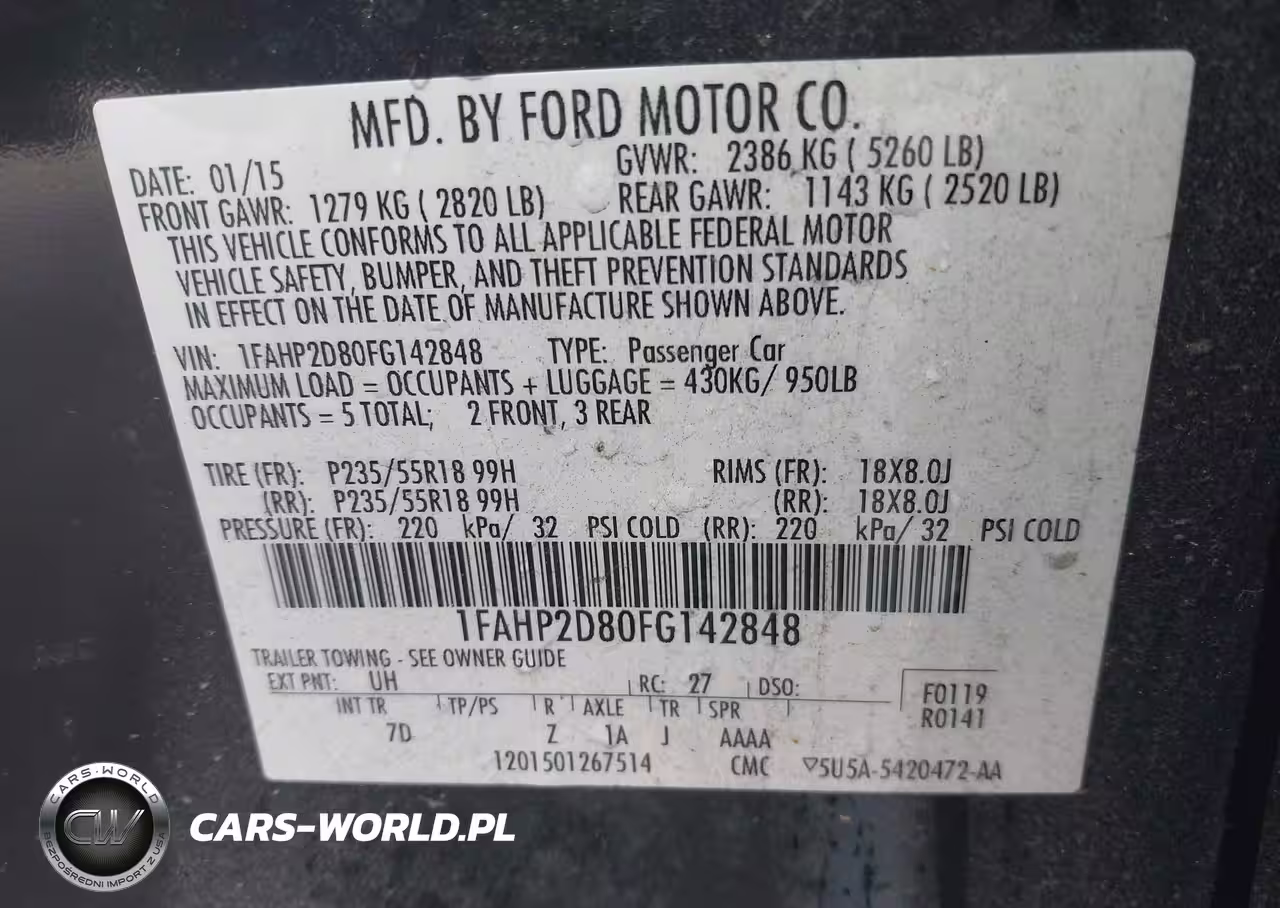 MFD. BY FORD MOTOR CO.
DATE: 01/15 GVWR: 2386 KG ( 5260 LB)
FRONT GAWR: 1279 KG ( 2820 LB) REAR GAWR: 1143 KG ( 2520 LB)
THIS VEHICLE CONFORMS TO ALL APPLICABLE FEDERAL MOTOR
VEHICLE SAFETY, BUMPER, AND THEFT PREVENTION STANDARDS
IN EFFECT ON THE DATE OF MANUFACTURE SHOWN ABOVE.
VIN: 1FAHP2D80FG142848 TYPE: Passenger Car
MAXIMUM LOAD = OCCUPANTS + LUGGAGE = 430KG/ 950LB
OCCUPANTS = 5 TOTAL; 2 FRONT, 3 REAR
TIRE (FR): P235/55R18 99H RIMS (FR): 18X8.0J
(RR): P235/55R18 99H (RR): 18X8.0J
PRESSURE (FR): 220 kPa/ 32 PSI COLD (RR): 220 kPa/ 32 PSI COLD
1FAHP2D80FG142848
TRAILER TOWING - SEE OWNER GUIDE
EXT PNT: UH RC: 27 DSO: F0119
INT TR TP/PS R AXLE TR SPR R0141
7D Z 1A J AAAA
1201501267514 CMC ▽5U5A-5420472-AA
CARS-WORLD
CW
BEZPOŚREDNI IMPORT Z USA
CARS-WORLD.PL